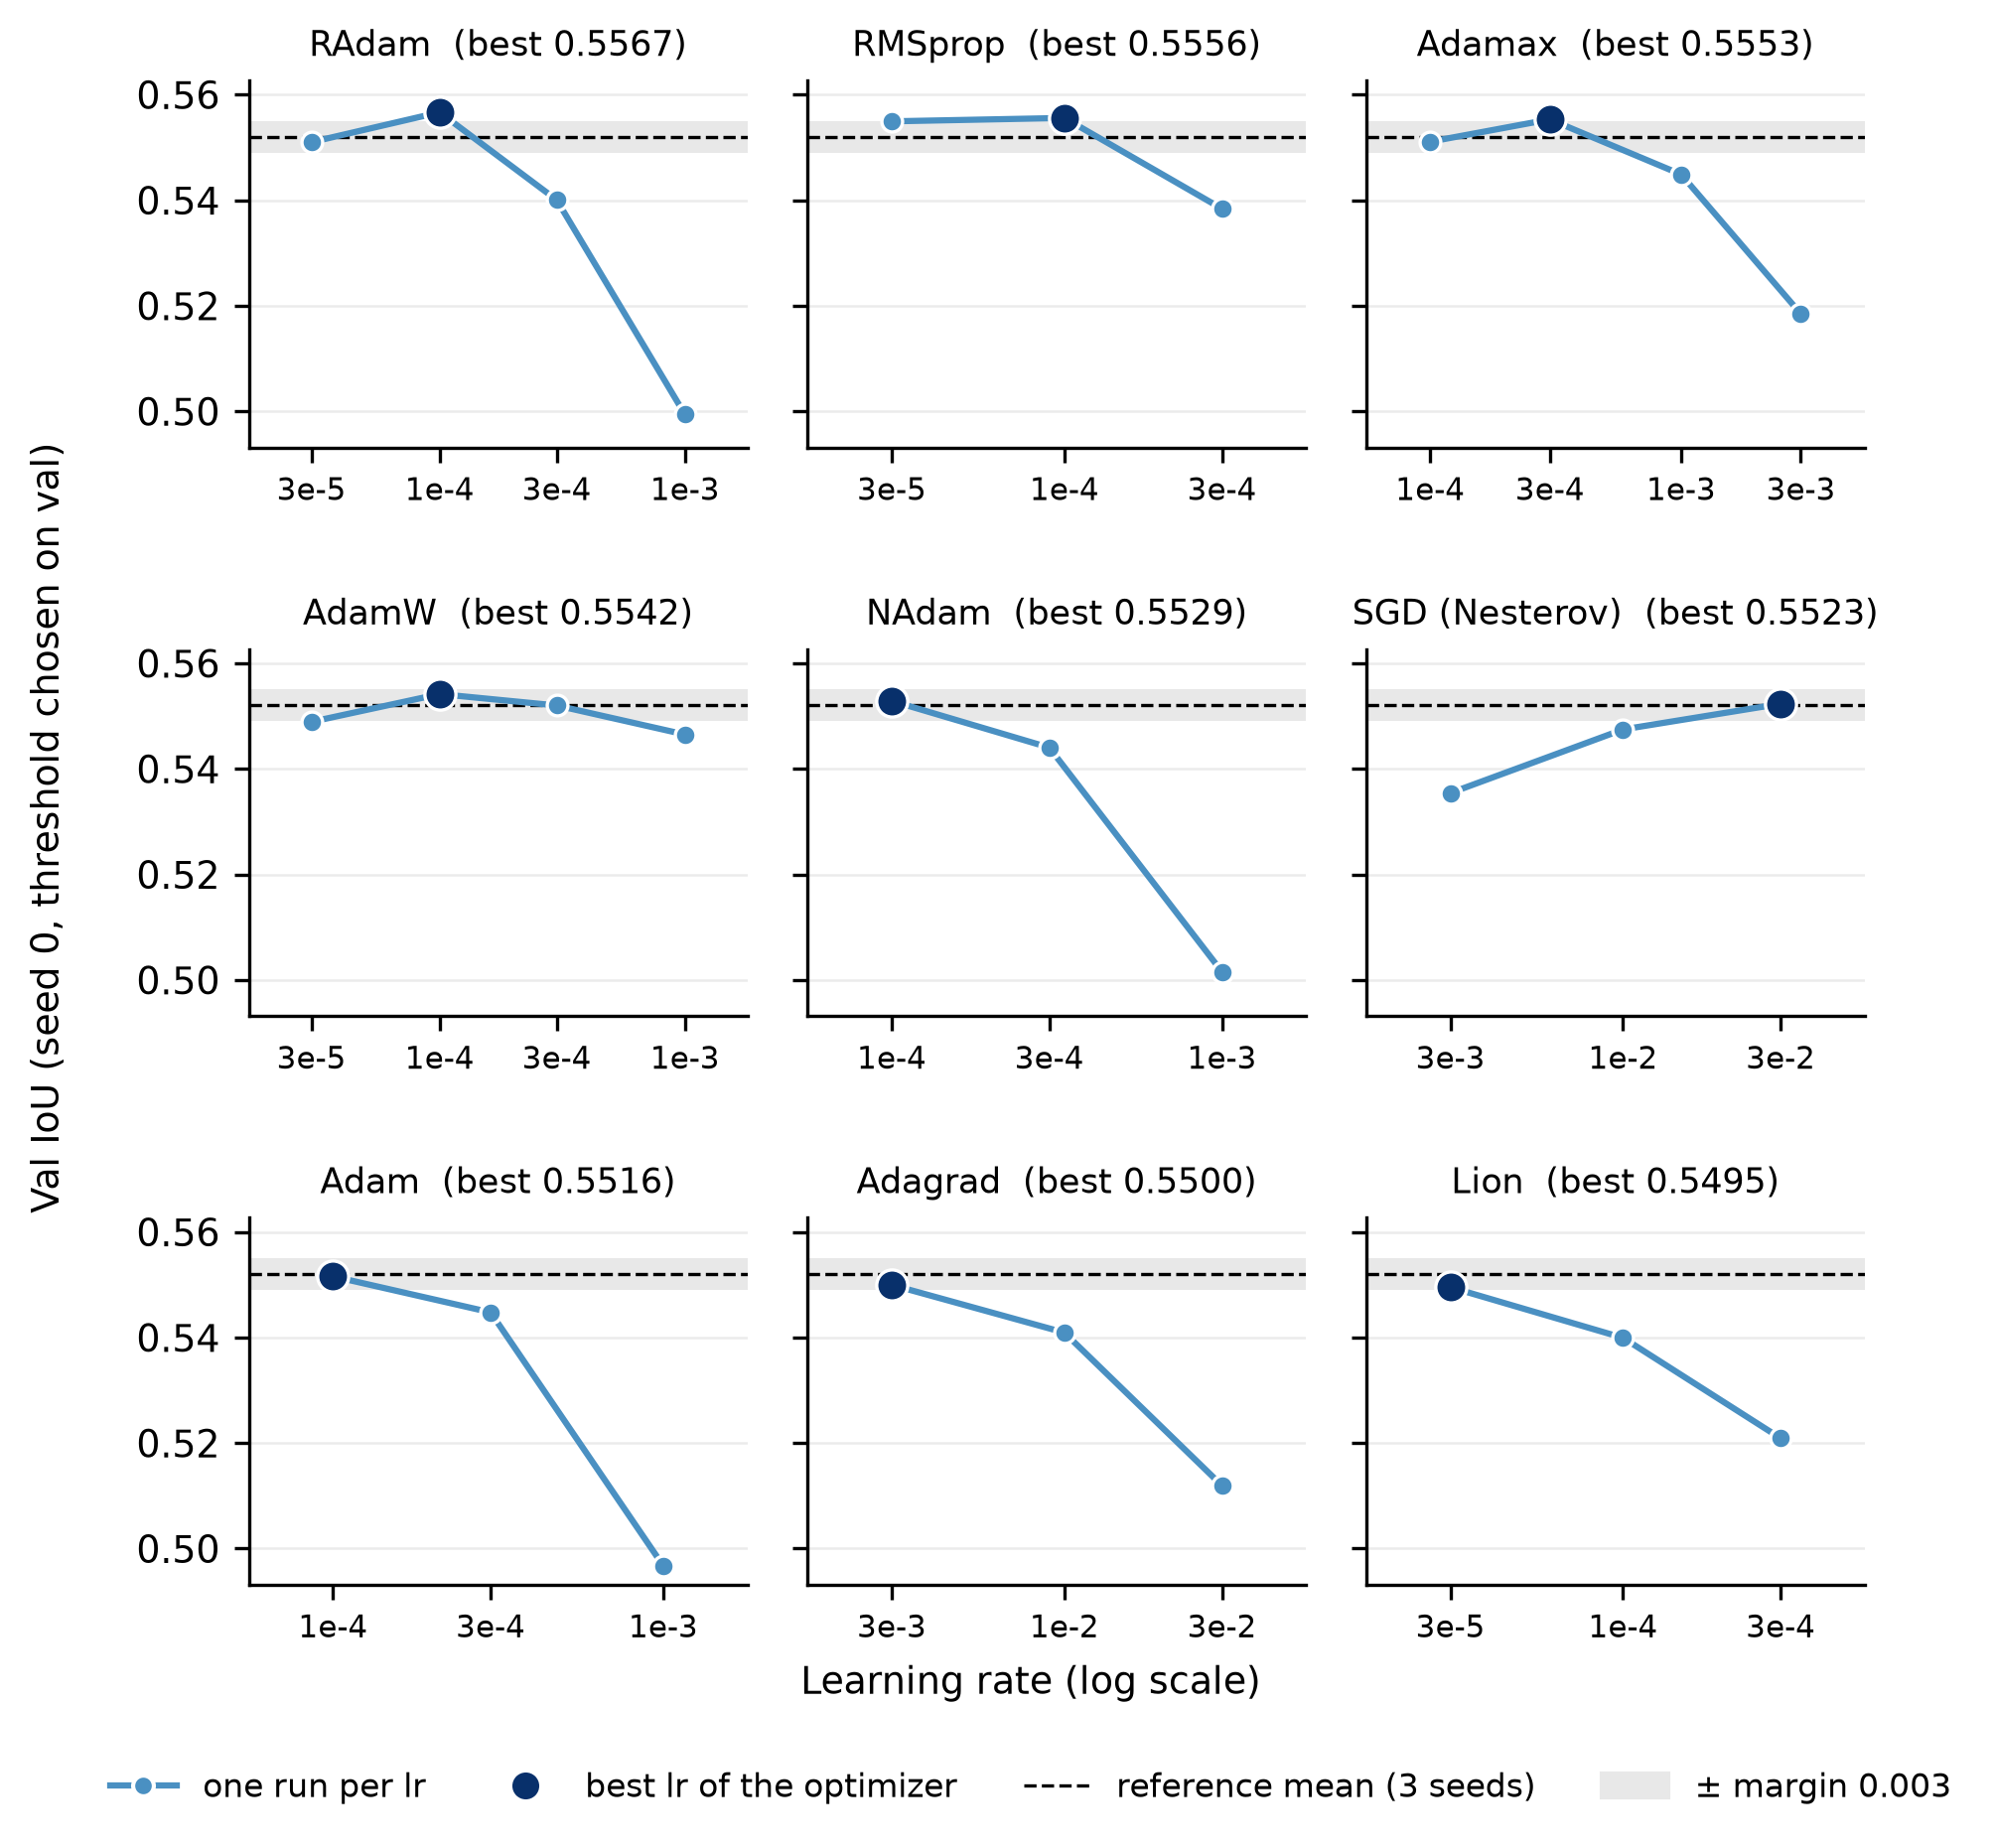 RAdam  (best 0.5567)
RMSprop  (best 0.5556)
Adamax  (best 0.5553)
0.56
0.54
0.52
0.50
3e-5 1e-4 3e-4 1e-3
3e-5 1e-4 3e-4
1e-4 3e-4 1e-3 3e-3
Val IoU (seed 0, threshold chosen on val)
AdamW  (best 0.5542)
NAdam  (best 0.5529)
SGD (Nesterov)  (best 0.5523)
0.56
0.54
0.52
0.50
3e-5 1e-4 3e-4 1e-3
1e-4 3e-4 1e-3
3e-3 1e-2 3e-2
Adam  (best 0.5516)
Adagrad  (best 0.5500)
Lion  (best 0.5495)
0.56
0.54
0.52
0.50
1e-4 3e-4 1e-3
3e-3 1e-2 3e-2
3e-5 1e-4 3e-4
Learning rate (log scale)
one run per lr
best lr of the optimizer
reference mean (3 seeds)
± margin 0.003